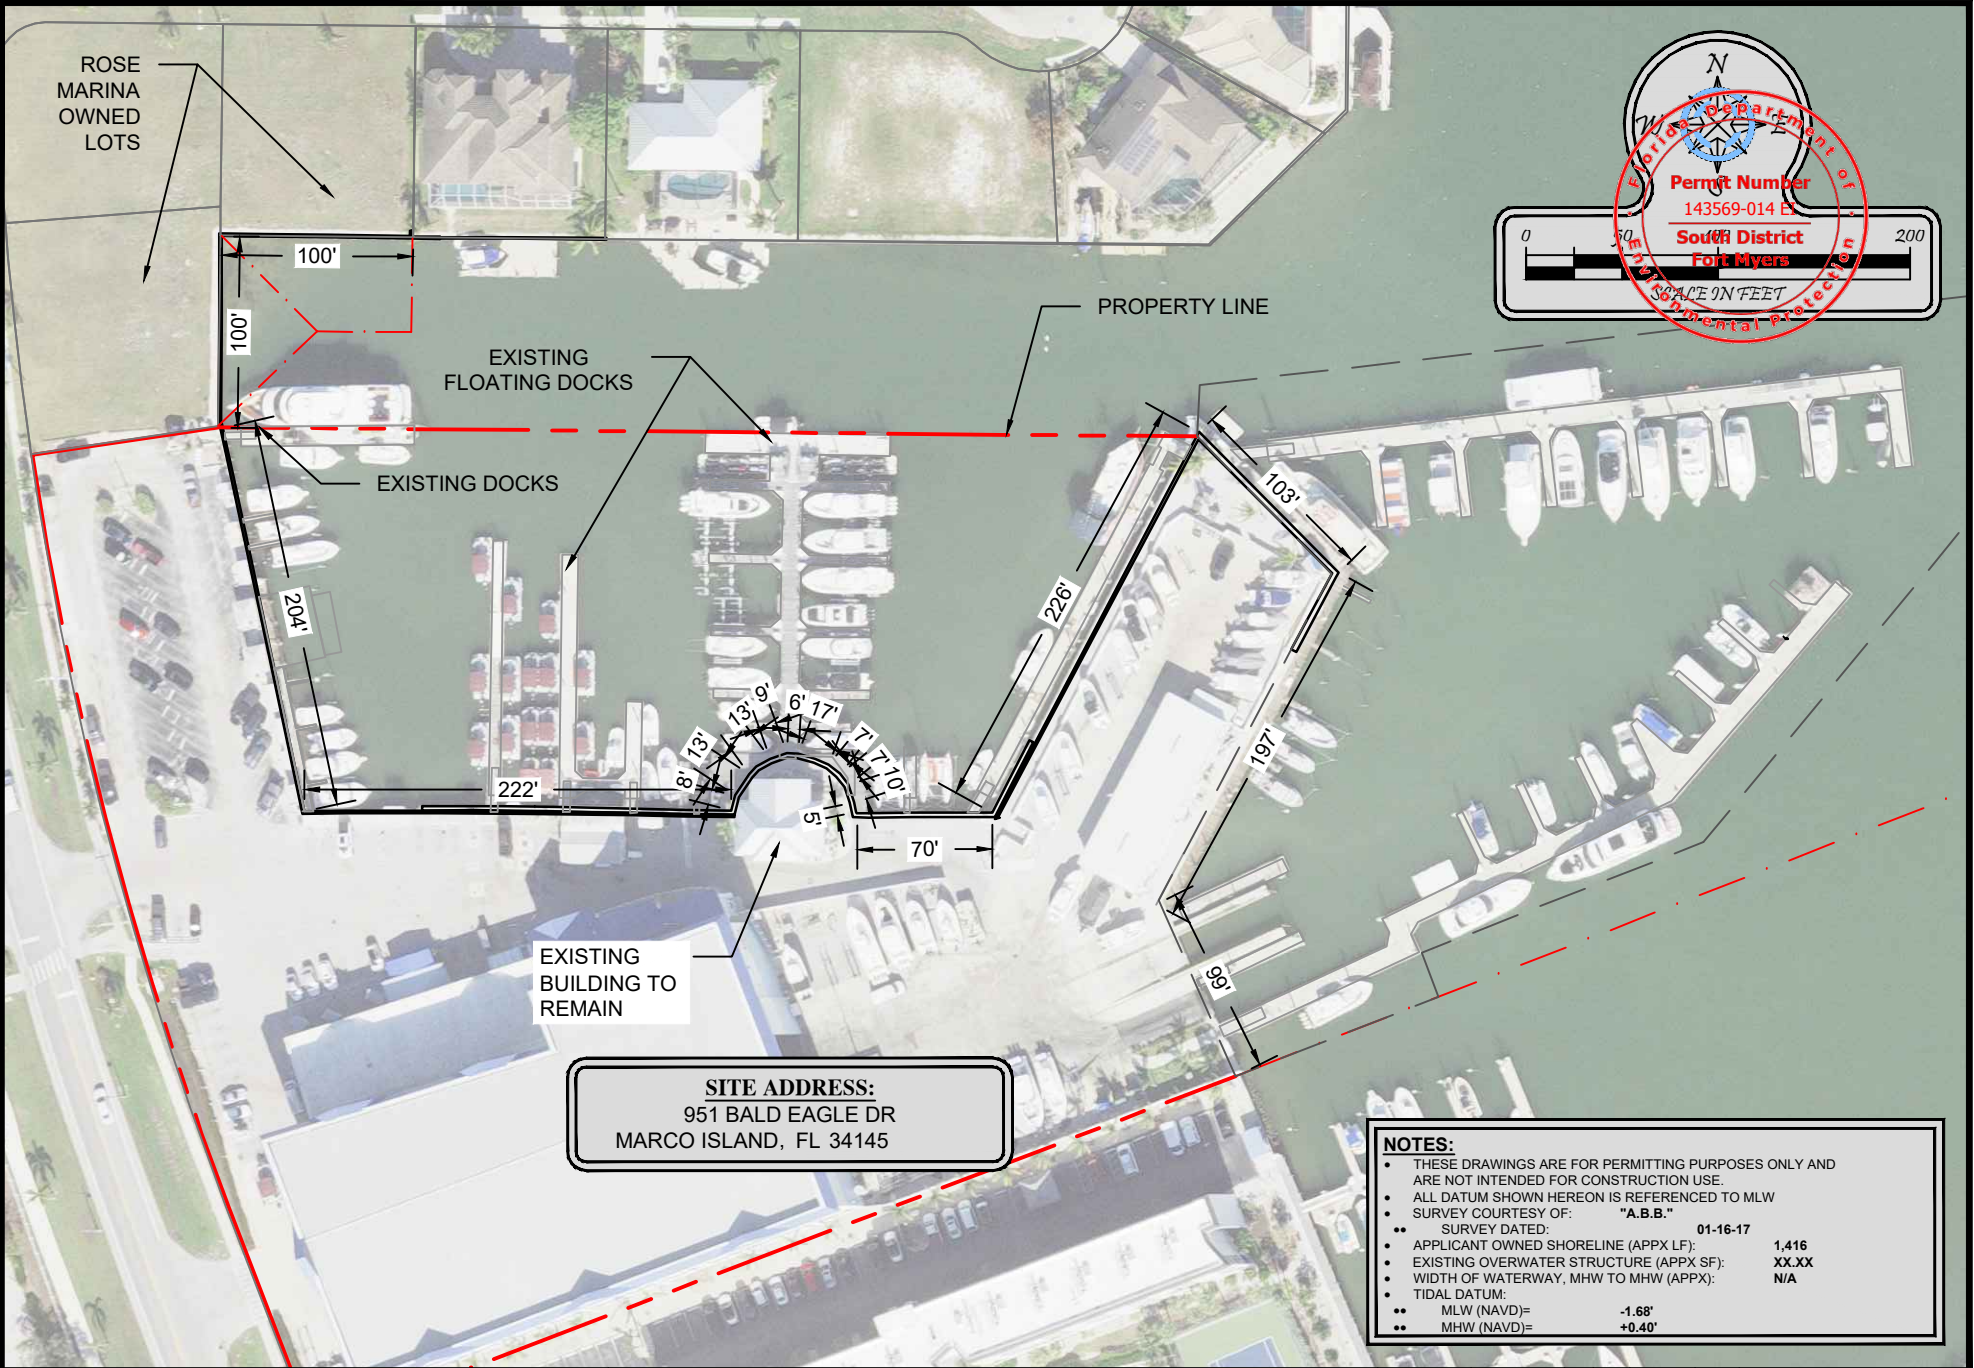 ROSE
MARINA
OWNED
LOTS
100'
100'
EXISTING
FLOATING DOCKS
PROPERTY LINE
EXISTING DOCKS
204'
222'
8'
13'
13'
9'
6'
17'
7'
7'
10'
5'
70'
226'
103'
197'
99'
EXISTING
BUILDING TO
REMAIN
SITE ADDRESS:
951 BALD EAGLE DR
MARCO ISLAND, FL 34145
N
W
E
S
0 50 100 200
SCALE IN FEET
Florida Department of
Environmental Protection
Permit Number
143569-014 EI
South District
Fort Myers
NOTES:
• THESE DRAWINGS ARE FOR PERMITTING PURPOSES ONLY AND
ARE NOT INTENDED FOR CONSTRUCTION USE.
• ALL DATUM SHOWN HEREON IS REFERENCED TO MLW
• SURVEY COURTESY OF: "A.B.B."
•• SURVEY DATED: 01-16-17
• APPLICANT OWNED SHORELINE (APPX LF): 1,416
• EXISTING OVERWATER STRUCTURE (APPX SF): XX.XX
• WIDTH OF WATERWAY, MHW TO MHW (APPX): N/A
• TIDAL DATUM:
•• MLW (NAVD)= -1.68'
•• MHW (NAVD)= +0.40'